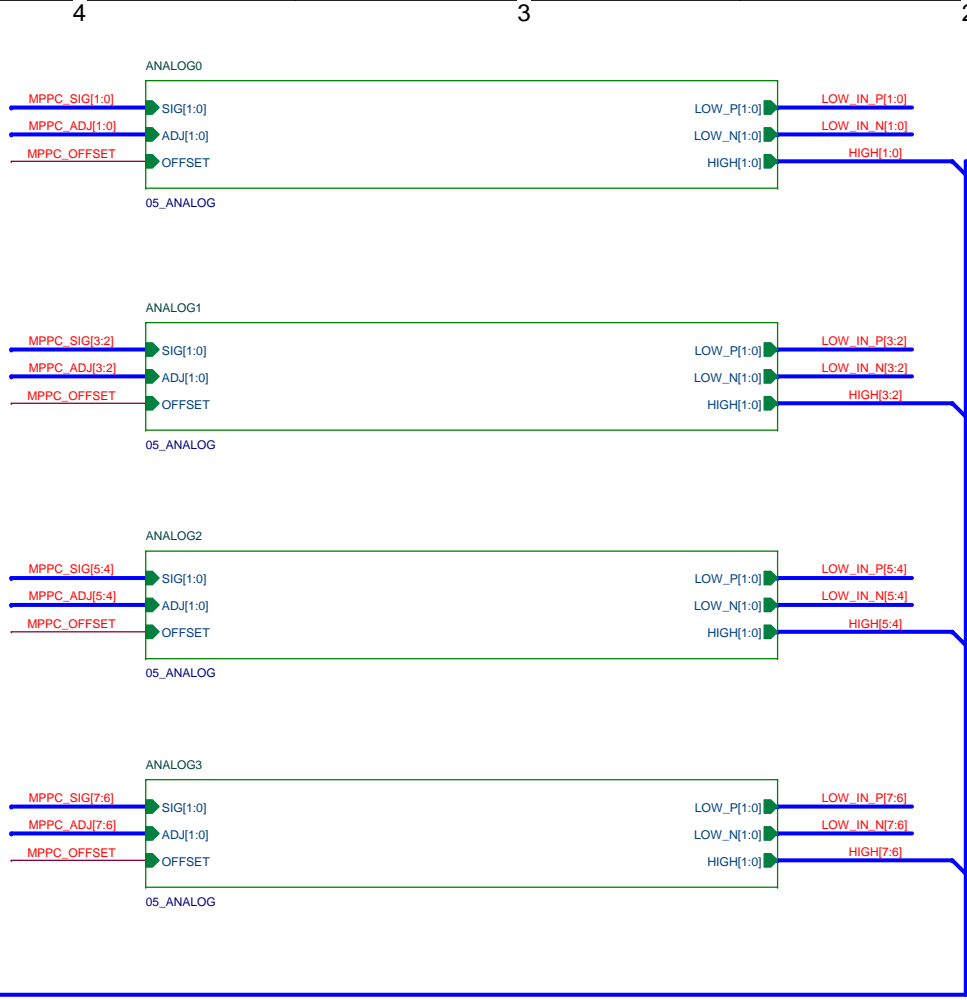 4 3 2
ANALOG0
MPPC_SIG[1:0] SIG[1:0] LOW_P[1:0] LOW_IN_P[1:0]
MPPC_ADJ[1:0] ADJ[1:0] LOW_N[1:0] LOW_IN_N[1:0]
MPPC_OFFSET OFFSET HIGH[1:0] HIGH[1:0]
05_ANALOG
ANALOG1
MPPC_SIG[3:2] SIG[1:0] LOW_P[1:0] LOW_IN_P[3:2]
MPPC_ADJ[3:2] ADJ[1:0] LOW_N[1:0] LOW_IN_N[3:2]
MPPC_OFFSET OFFSET HIGH[1:0] HIGH[3:2]
05_ANALOG
ANALOG2
MPPC_SIG[5:4] SIG[1:0] LOW_P[1:0] LOW_IN_P[5:4]
MPPC_ADJ[5:4] ADJ[1:0] LOW_N[1:0] LOW_IN_N[5:4]
MPPC_OFFSET OFFSET HIGH[1:0] HIGH[5:4]
05_ANALOG
ANALOG3
MPPC_SIG[7:6] SIG[1:0] LOW_P[1:0] LOW_IN_P[7:6]
MPPC_ADJ[7:6] ADJ[1:0] LOW_N[1:0] LOW_IN_N[7:6]
MPPC_OFFSET OFFSET HIGH[1:0] HIGH[7:6]
05_ANALOG